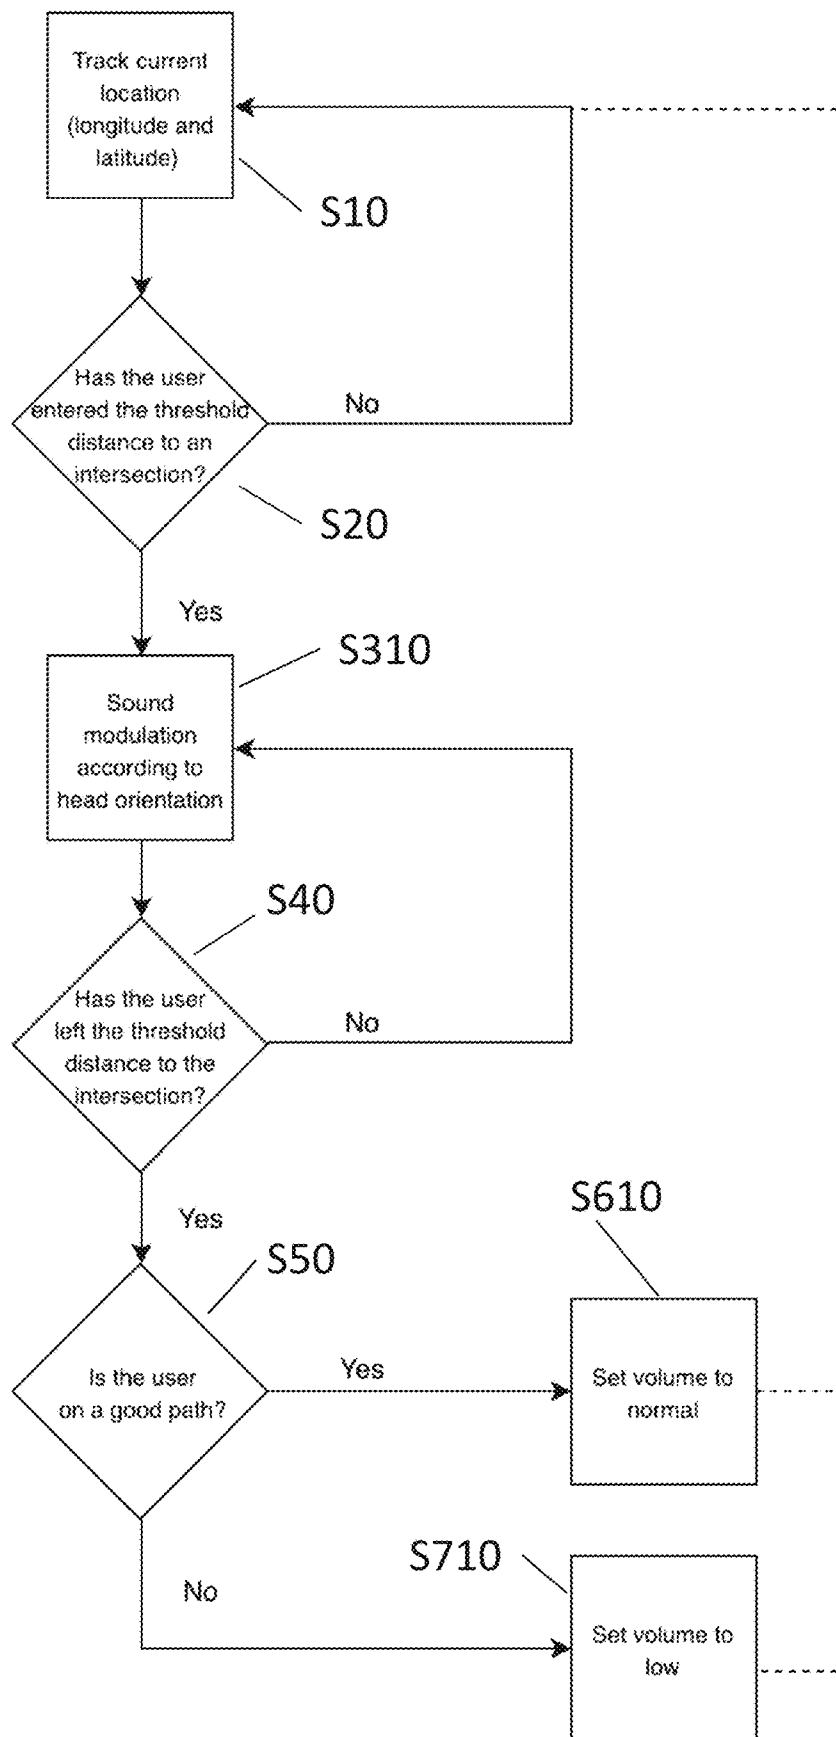 Track current
location
(longitude and
latitude)
S10
Has the user
entered the threshold
distance to an
intersection?
No
S20
Yes
S310
Sound
modulation
according to
head orientation
S40
Has the user
left the threshold
distance to the
intersection?
No
Yes
S50
S610
Is the user
on a good path?
Yes
Set volume to
normal
No
S710
Set volume to
low